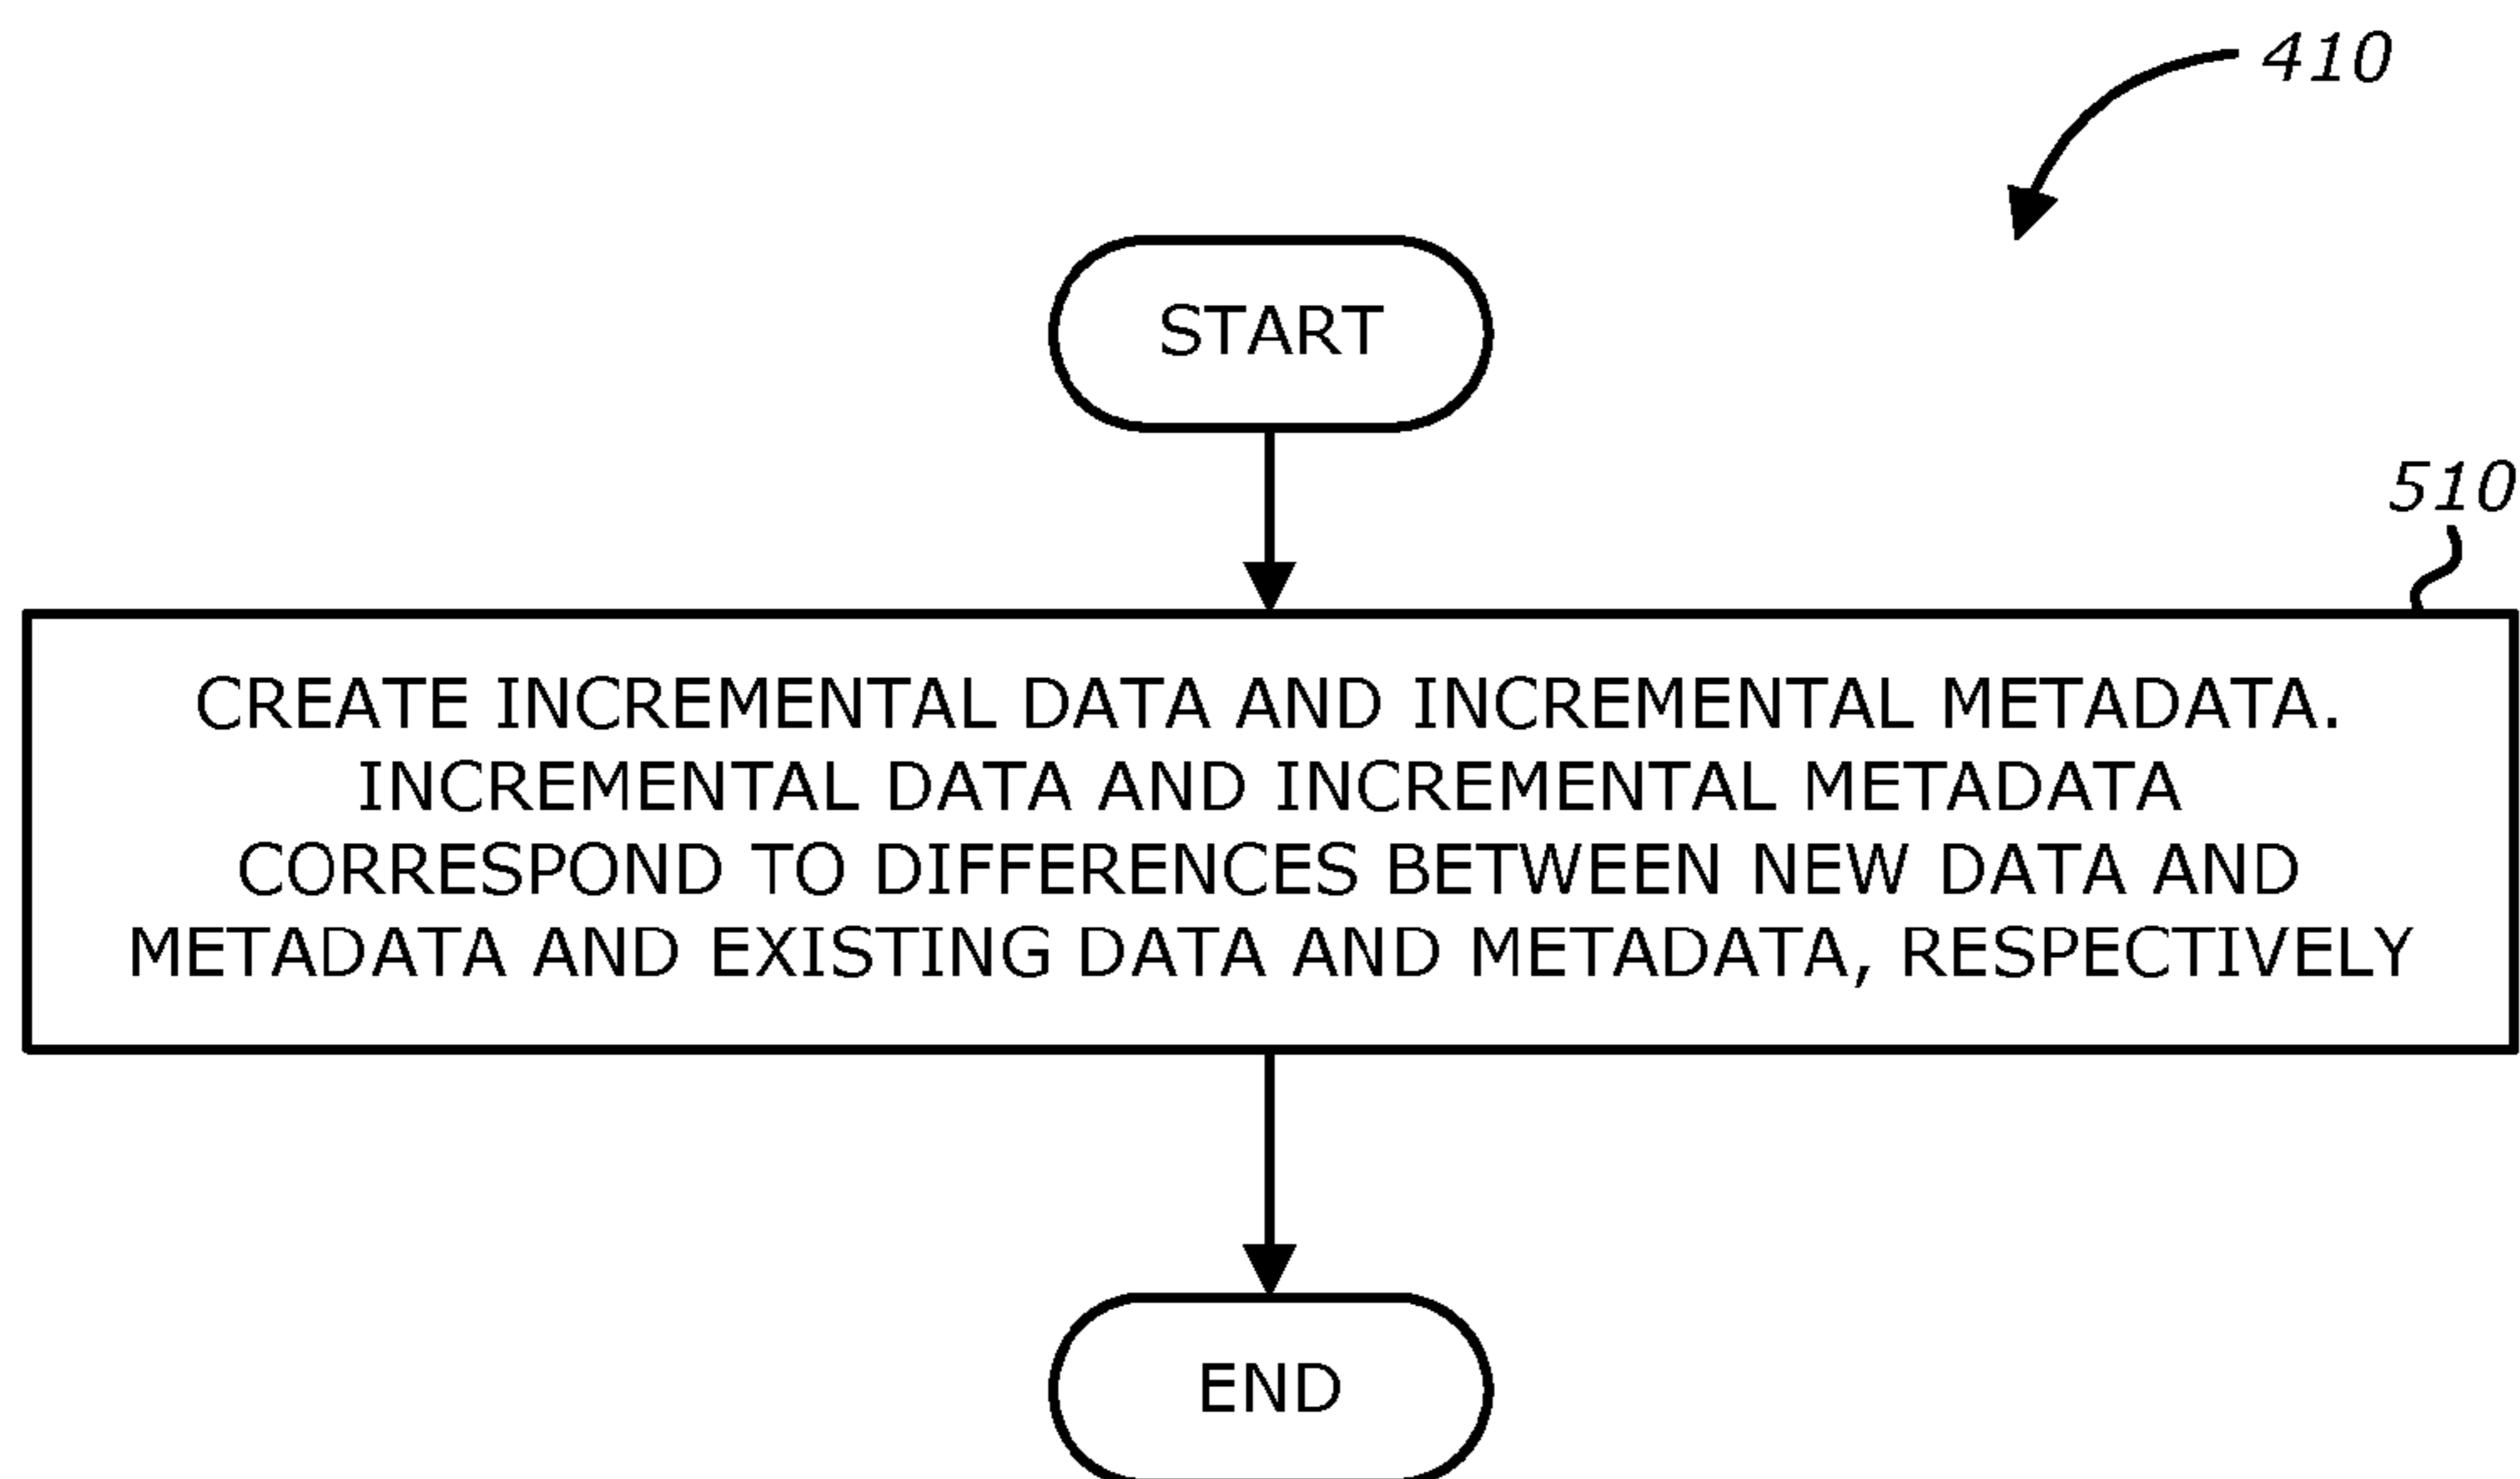 410
START
510
CREATE INCREMENTAL DATA AND INCREMENTAL METADATA.
INCREMENTAL DATA AND INCREMENTAL METADATA
CORRESPOND TO DIFFERENCES BETWEEN NEW DATA AND
METADATA AND EXISTING DATA AND METADATA, RESPECTIVELY
END